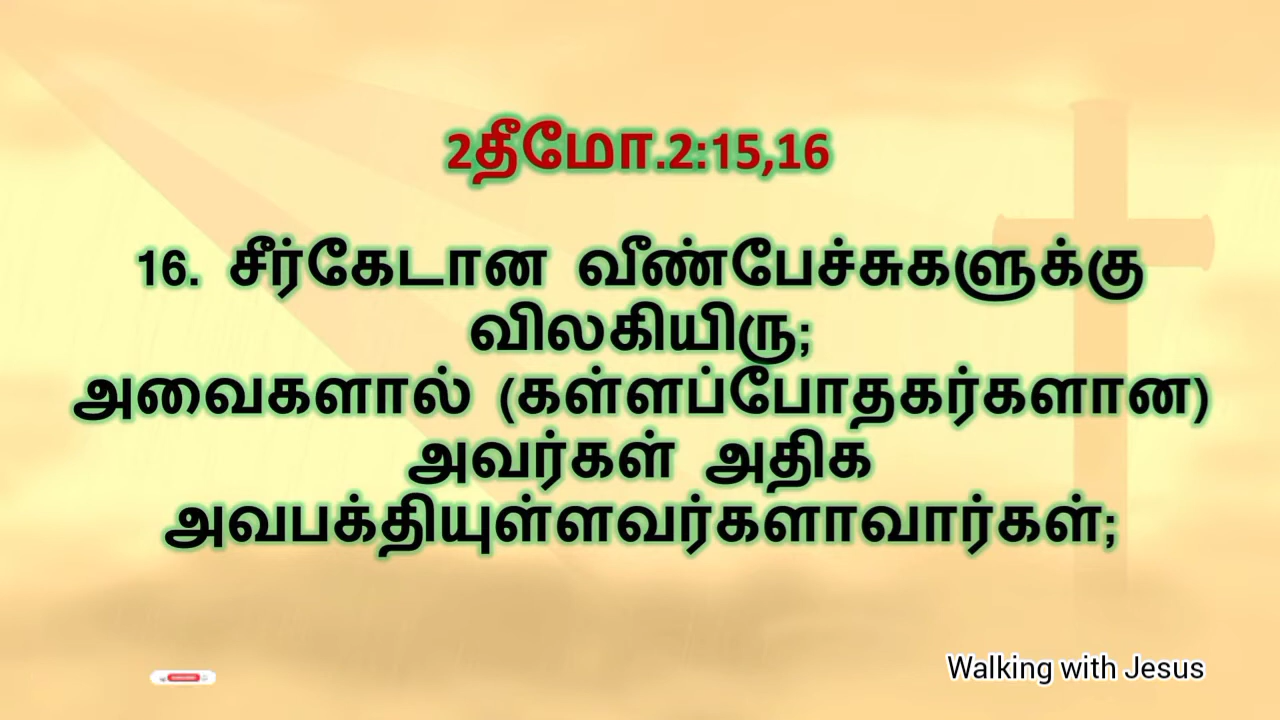 2தீமோ.2:15,16
16. சீர்கேடான வீண்பேச்சுகளுக்கு
விலகியிரு;
அவைகளால் (கள்ளப்போதகர்களான)
அவர்கள் அதிக
அவபக்தியுள்ளவர்களாவார்கள்;
Walking with Jesus